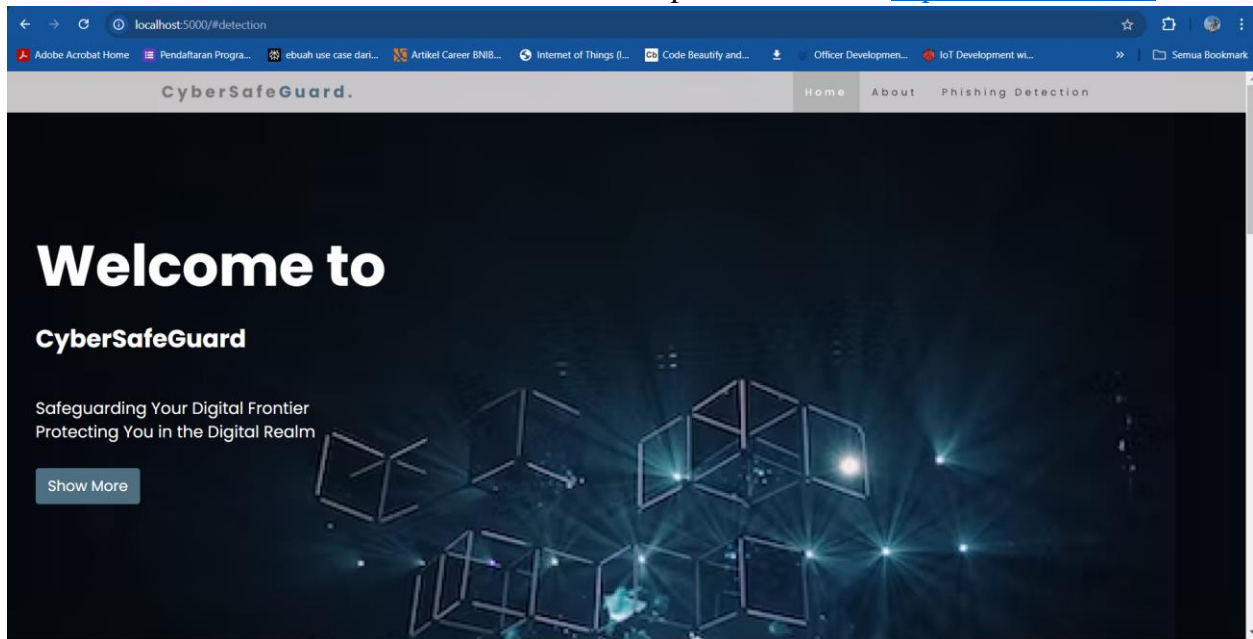 localhost:5000/#detection
Adobe Acrobat Home Pendaftaran Progra... ebuah use case dari... Artikel Career BNIB... Internet of Things (I... Cb Code Beautify and... Officer Developmen... IoT Development wi... » Semua Bookmark
CyberSafeGuard. Home About Phishing Detection
Welcome to
CyberSafeGuard
Safeguarding Your Digital Frontier
Protecting You in the Digital Realm
Show More